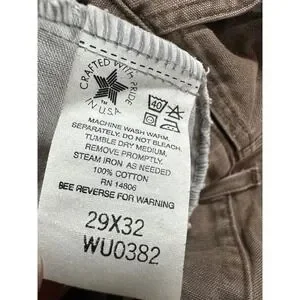 CRAFTED WITH PRIDE
IN U.S.A.
40
MACHINE WASH WARM
SEPARATELY. DO NOT BLEACH.
TUMBLE DRY MEDIUM.
REMOVE PROMPTLY.
STEAM IRON AS NEEDED
100% COTTON
RN 14806
SEE REVERSE FOR WARNING
29X32
WU0382